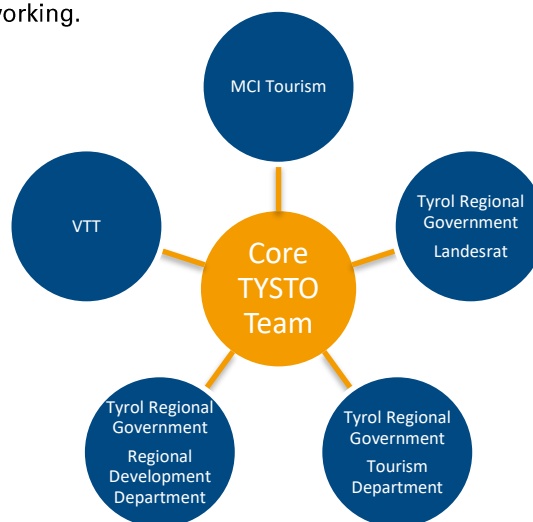 working.
MCI Tourism
VTT
Tyrol Regional
Government
Landesrat
Core
TYSTO
Team
Tyrol Regional
Government
Regional
Development
Department
Tyrol Regional
Government
Tourism
Department